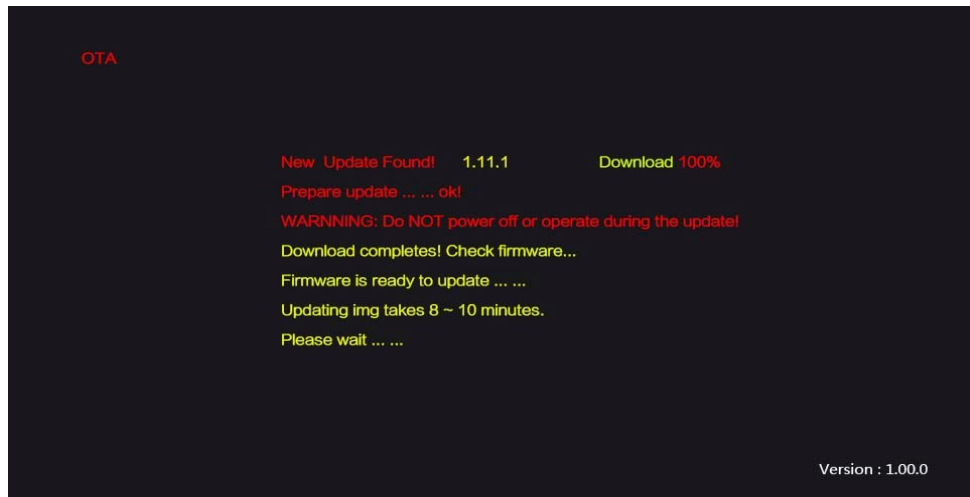 OTA
New Update Found! 1.11.1 Download 100%
Prepare update ... ... ok!
WARNNING: Do NOT power off or operate during the update!
Download completes! Check firmware...
Firmware is ready to update ... ...
Updating img takes 8 ~ 10 minutes.
Please wait ... ...
Version : 1.00.0